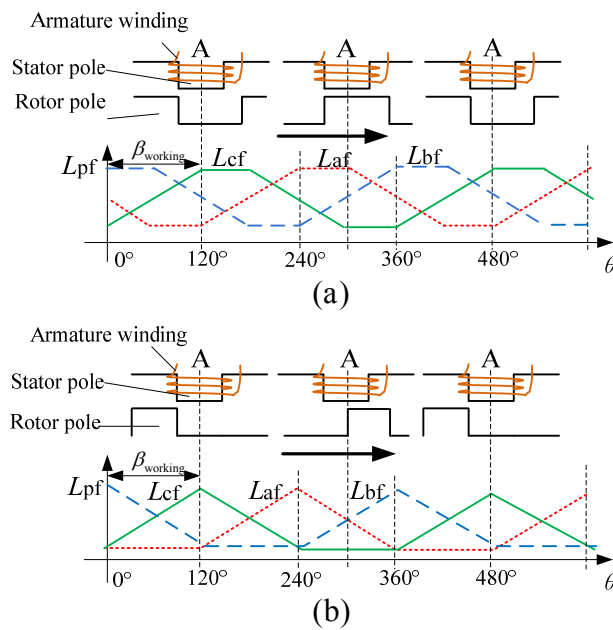 (a)
Armature winding
A A A
Stator pole
Rotor pole
βworking
Lpf Lcf Laf Lbf
0° 120° 240° 360° 480° θ
(a)
Armature winding
A A A
Stator pole
Rotor pole
βworking
Lpf Lcf Laf Lbf
0° 120° 240° 360° 480° θ
(b)